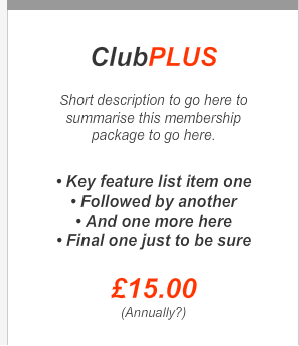 ClubPLUS
Short description to go here to
summarise this membership
package to go here.
• Key feature list item one
• Followed by another
• And one more here
• Final one just to be sure
£15.00
(Annually?)